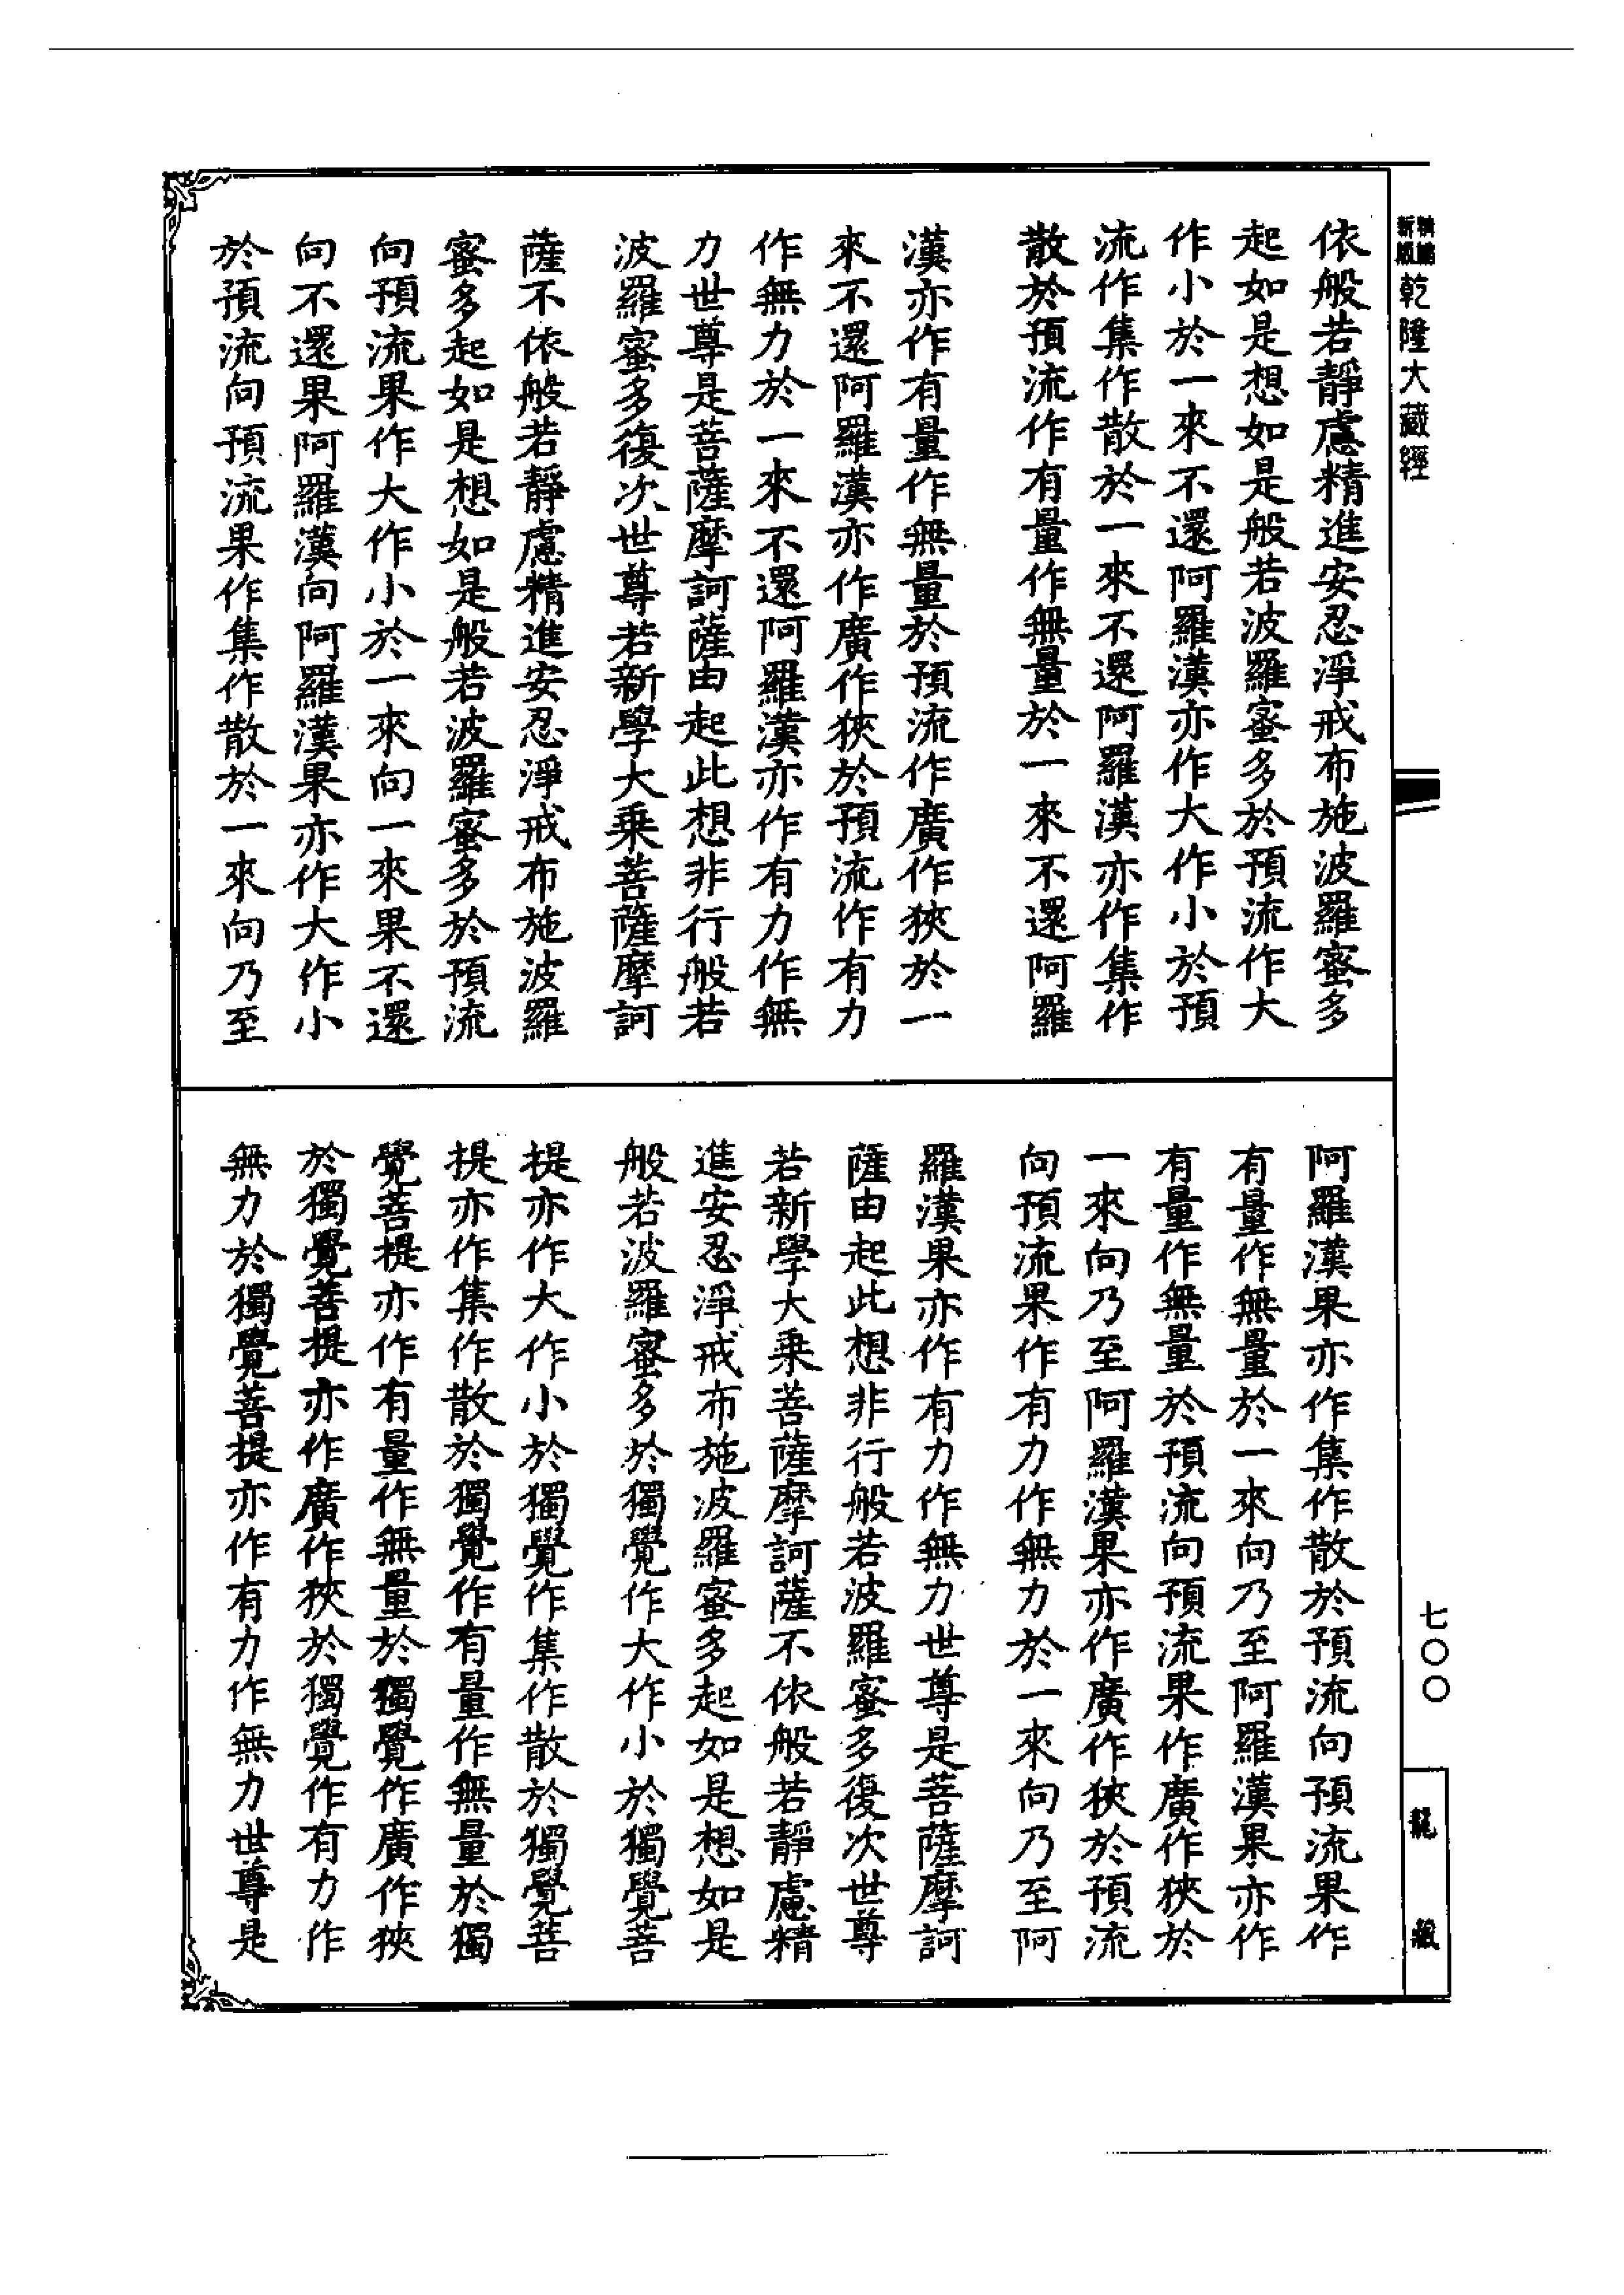 精編
新版
乾隆大藏經
依般若靜慮精進安忍淨戒布施波羅蜜多
起如是想如是般若波羅蜜多於預流作大
作小於一來不還阿羅漢亦作大作小於預
流作集作散於一來不還阿羅漢亦作集作
散於預流作有量作無量於一來不還阿羅
漢亦作有量作無量於預流作廣作狹於一
來不還阿羅漢亦作廣作狹於預流作有力
作無力於一來不還阿羅漢亦作有力作無
力世尊是菩薩摩訶薩由起此想非行般若
波羅蜜多復次世尊若新學大乗菩薩摩訶
薩不依般若靜慮精進安忍淨戒布施波羅
蜜多起如是想如是般若波羅蜜多於預流
向預流果作大作小於一來向一來果不還
向不還果阿羅漢向阿羅漢果亦作大作小
於預流向預流果作集作散於一來向乃至
阿羅漢果亦作集作散於預流向預流果作
有量作無量於一來向乃至阿羅漢果亦作
有量作無量於預流向預流果作廣作狹於
一來向乃至阿羅漢果亦作廣作狹於預流
向預流果作有力作無力於一來向乃至阿
羅漢果亦作有力作無力世尊是菩薩摩訶
薩由起此想非行般若波羅蜜多復次世尊
若新學大乗菩薩摩訶薩不依般若靜慮精
進安忍淨戒布施波羅蜜多起如是想如是
般若波羅蜜多於獨覺作大作小於獨覺菩
提亦作大作小於獨覺作集作散於獨覺菩
提亦作集作散於獨覺作有量作無量於獨
覺菩提亦作有量作無量於獨覺作廣作狹
於獨覺菩提亦作廣作狹於獨覺作有力作
無力於獨覺菩提亦作有力作無力世尊是
七〇〇
龍藏